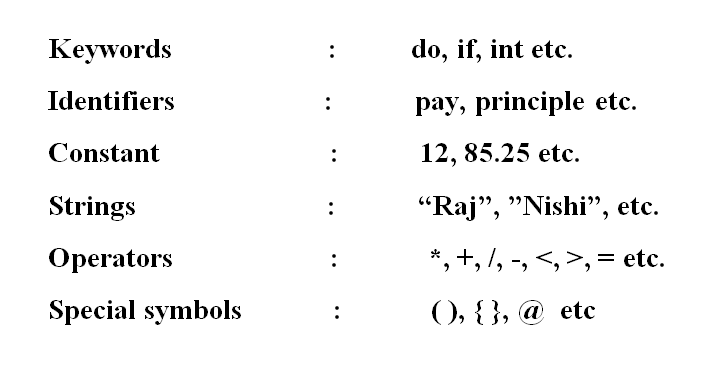 Keywords : do, if, int etc.
Identifiers : pay, principle etc.
Constant : 12, 85.25 etc.
Strings : “Raj”, ”Nishi”, etc.
Operators : *, +, /, -, <, >, = etc.
Special symbols : ( ), { }, @ etc